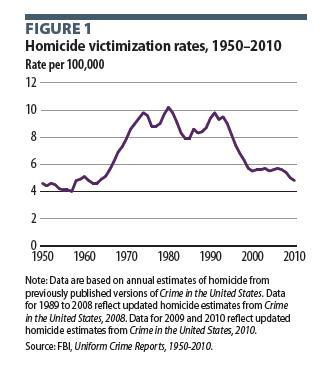 FIGURE 1
Homicide victimization rates, 1950–2010
Rate per 100,000
12
10
8
6
4
2
0
1950 1960 1970 1980 1990 2000 2010
Note: Data are based on annual estimates of homicide from
previously published versions of Crime in the United States. Data
for 1989 to 2008 reflect updated homicide estimates from Crime
in the United States, 2008. Data for 2009 and 2010 reflect updated
homicide estimates from Crime in the United States, 2010.
Source: FBI, Uniform Crime Reports, 1950-2010.